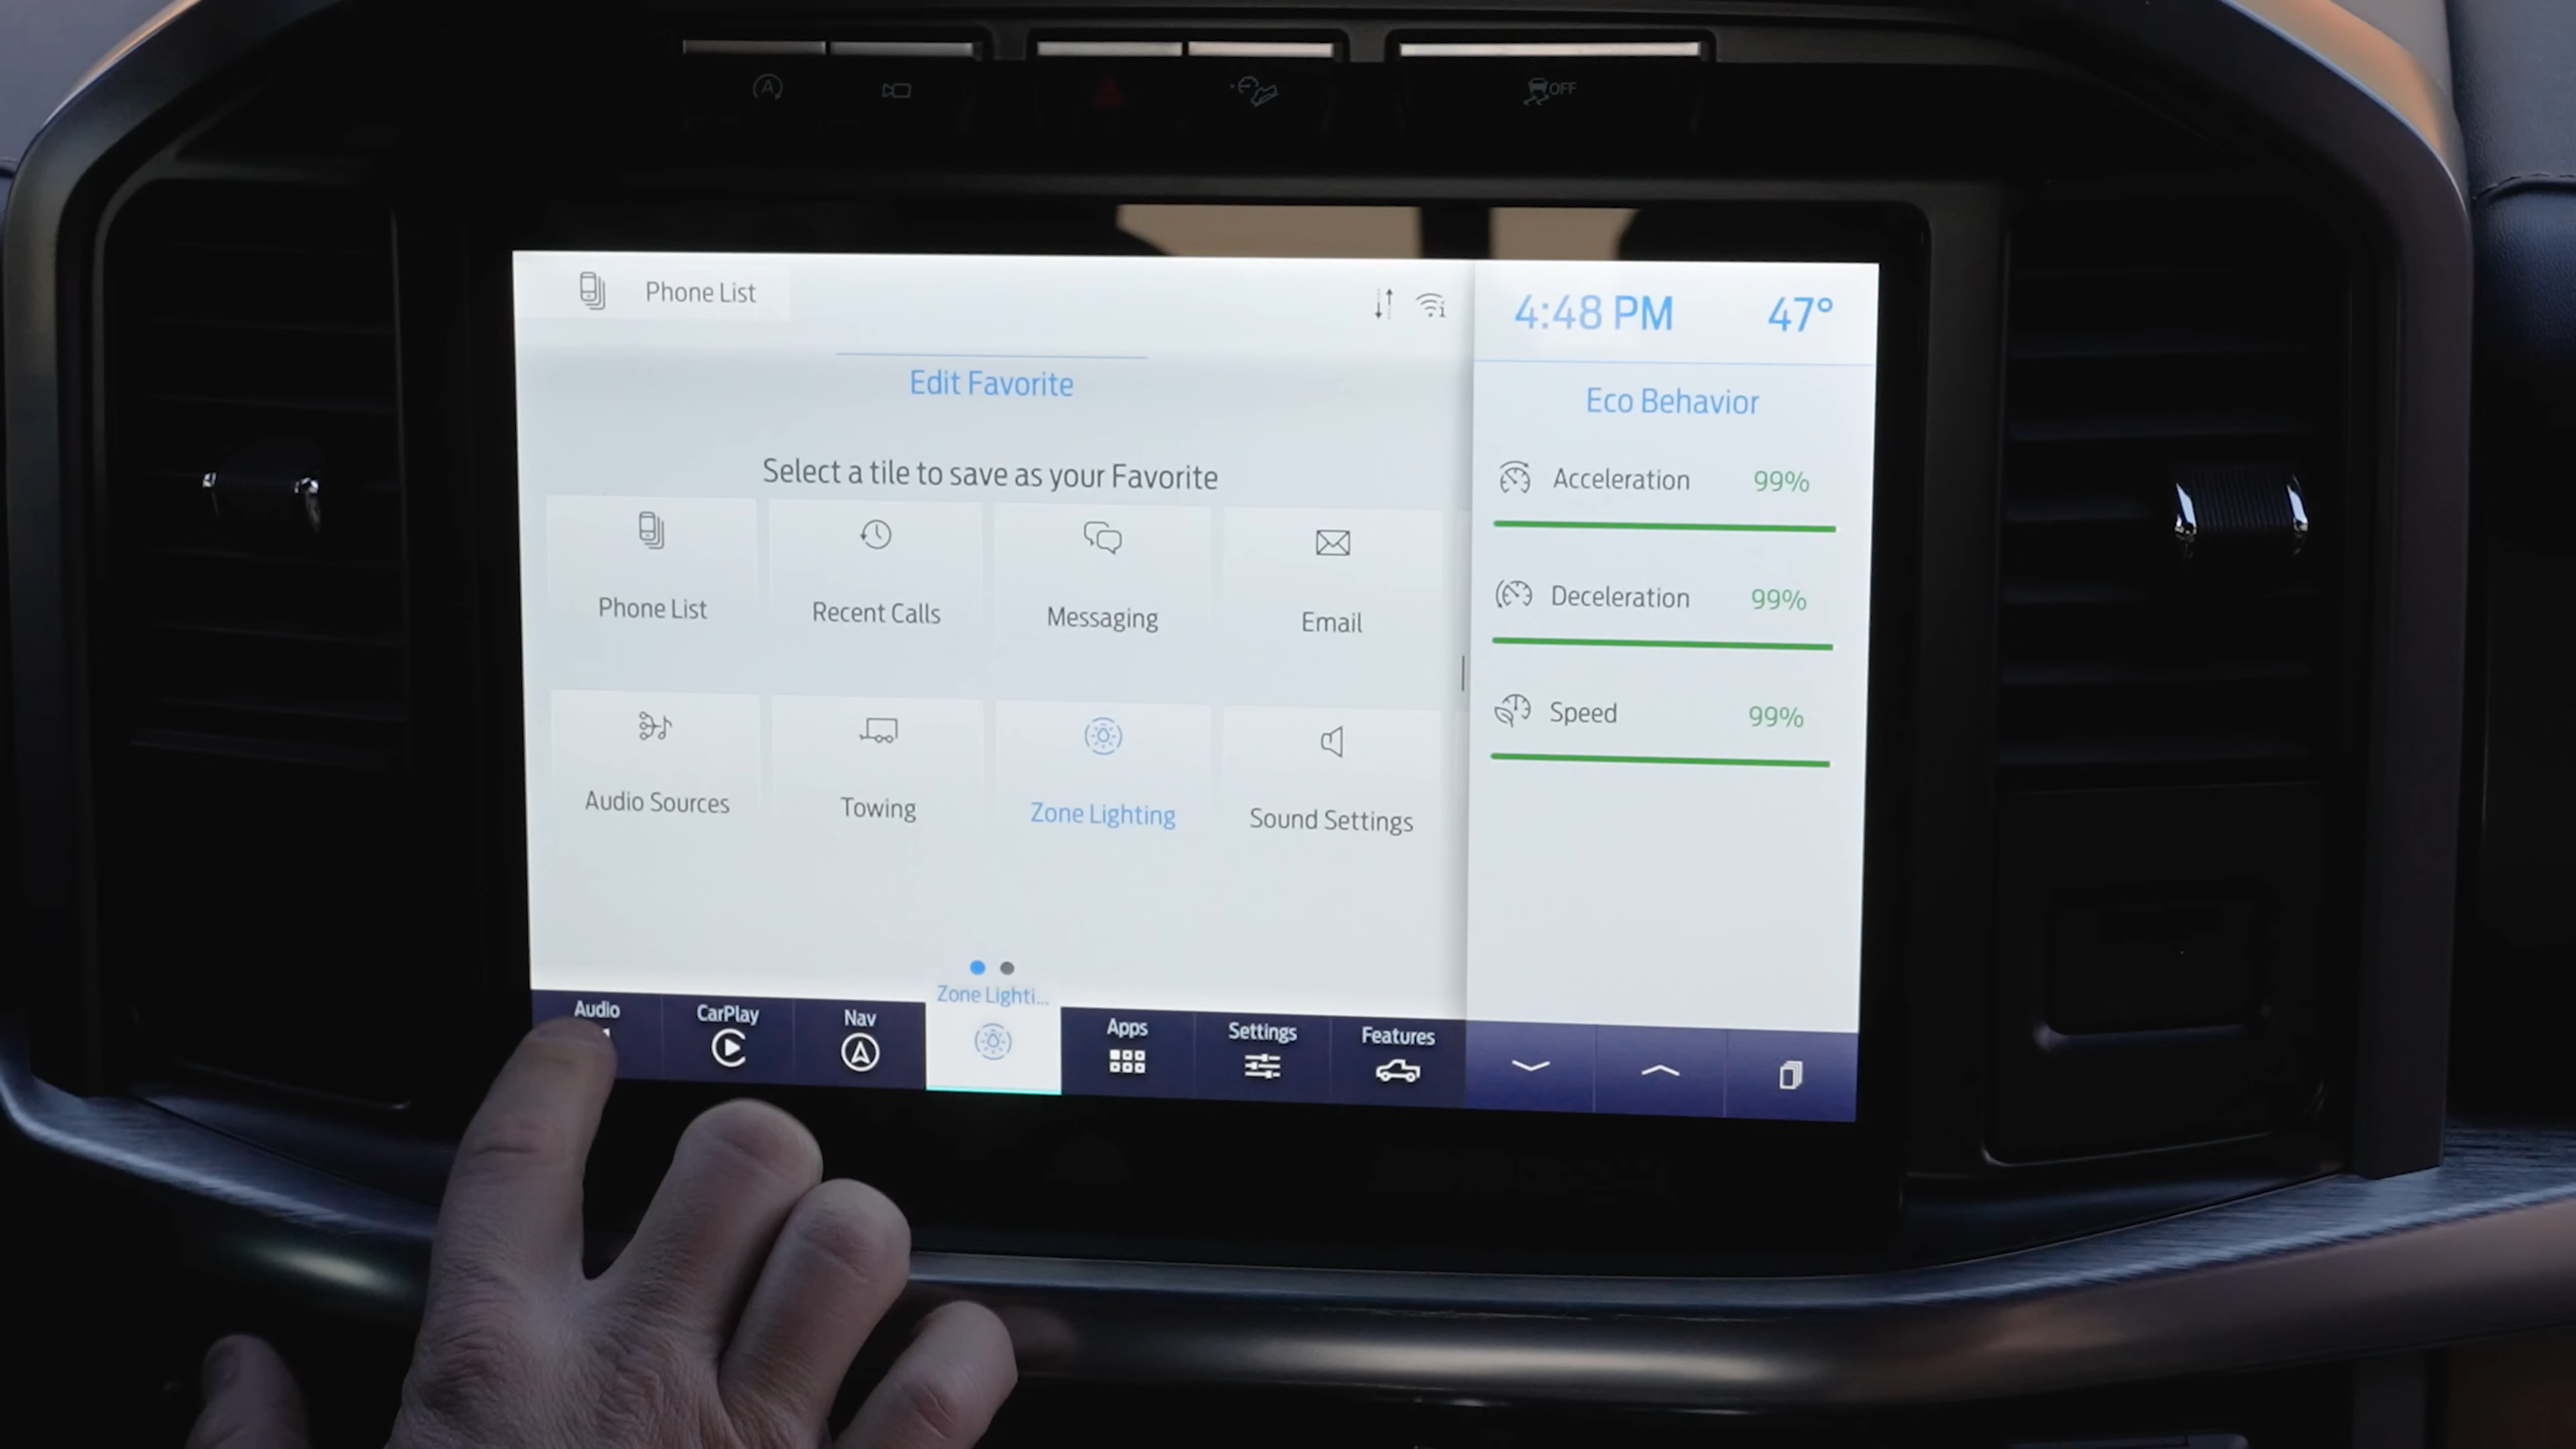 A
OFF
Phone List
4:48 PM 47°
Edit Favorite
Select a tile to save as your Favorite
Phone List
Recent Calls
Messaging
Email
Audio Sources
Towing
Zone Lighting
Sound Settings
Eco Behavior
Acceleration 99%
Deceleration 99%
Speed 99%
Audio
CarPlay
Nav
Zone Lighti...
Apps
Settings
Features